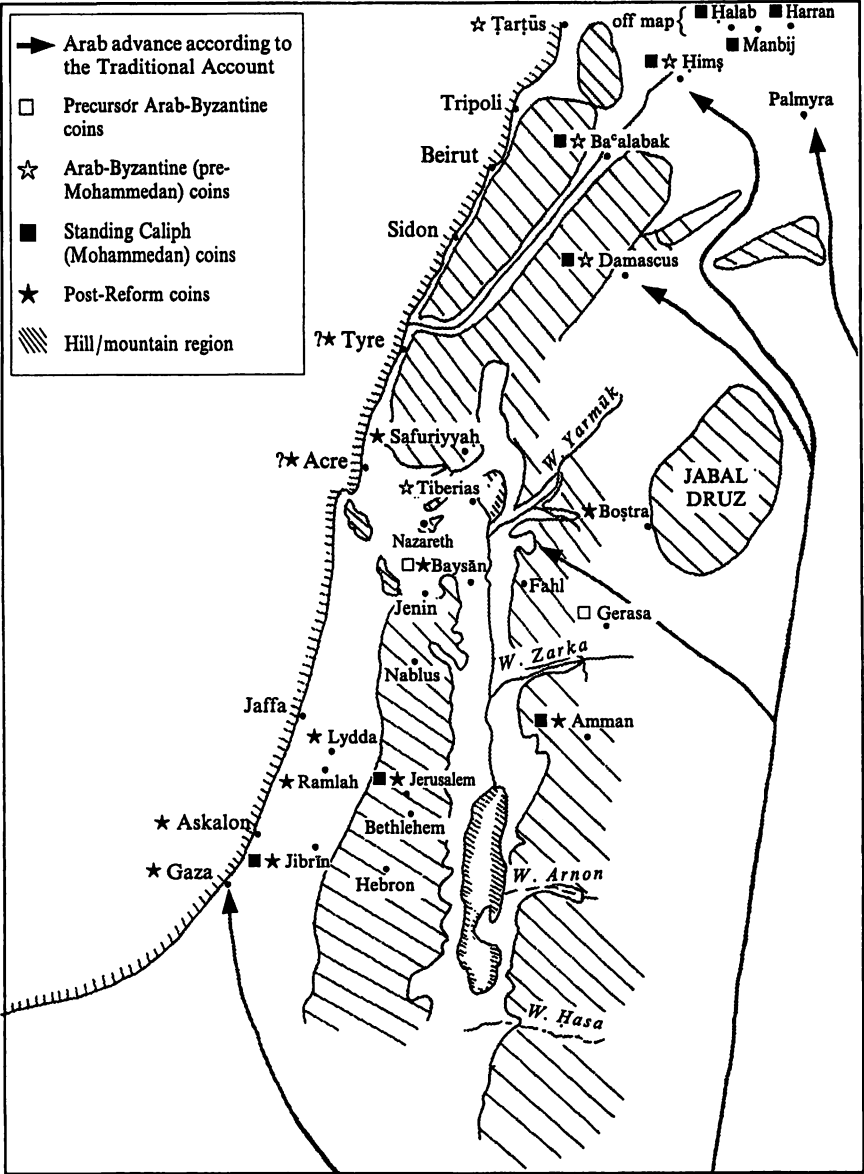 Arab advance according to
the Traditional Account
Precursor Arab-Byzantine
coins
Arab-Byzantine (pre-
Mohammedan) coins
Standing Caliph
(Mohammedan) coins
Post-Reform coins
Hill/mountain region
Ṭarṭūs
off map
Halab
Harran
Manbij
Ḥimṣ
Tripoli
Palmyra
Beirut
Baʿalabak
Sidon
Damascus
?★ Tyre
W. Yarmūk
Safuriyyah
?★ Acre
Tiberias
JABAL
DRUZ
Boṣtra
Nazareth
Baysān
Fahl
Jenin
Gerasa
W. Zarka
Nablus
Jaffa
Amman
Lydda
Ramlah
Jerusalem
Askalon
Bethlehem
Jibrīn
Gaza
Hebron
W. Arnon
W. Ḥasa